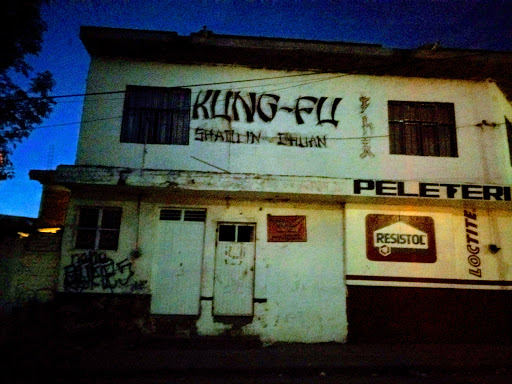 KUNG-FU
SHAOLIN CHUAN
PELETERI
RESISTOL
LOCTITE